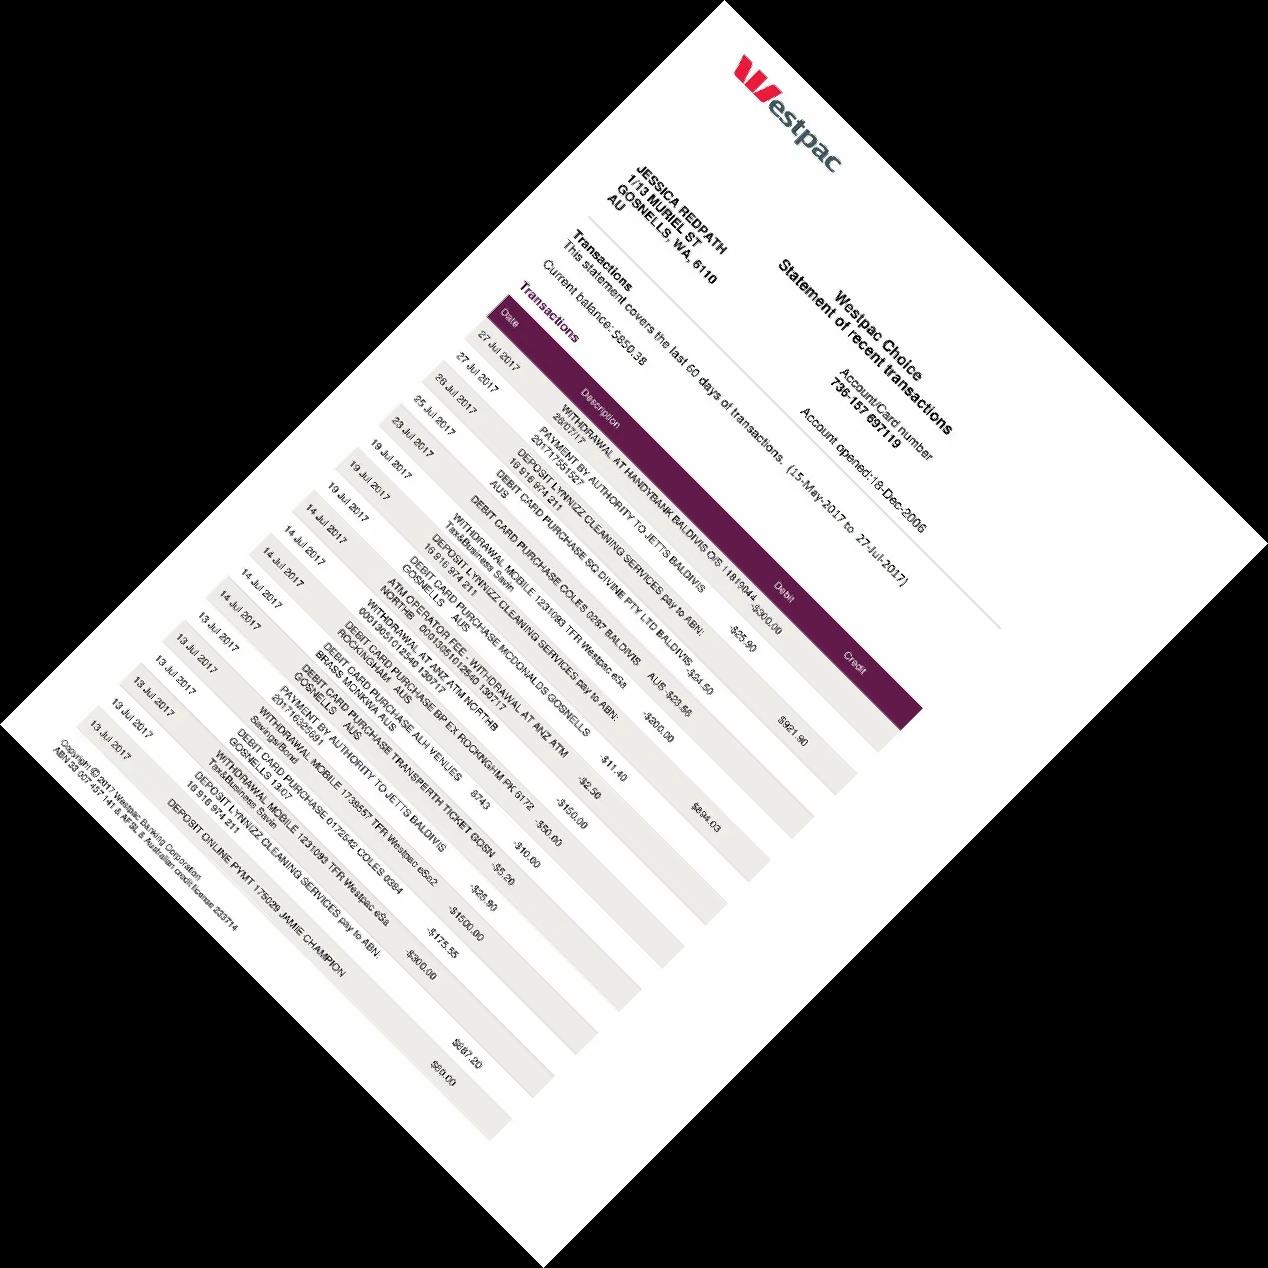 Westpac
Westpac Choice
Statement of recent transactions
JESSICA REDPATH
1/13 MURIEL ST
GOSNELLS, WA, 6110
AU
Account/Card number
736-157 697119
Account opened:18-Dec-2006
Transactions
This statement covers the last 60 days of transactions. (15-May-2017 to 27-Jul-2017)
Current balance: $850.38
Transactions
Date Description Debit Credit
27 Jul 2017 WITHDRAWAL AT HANDYBANK BALDIVIS O/S 11819044 -$300.00
26/07/17
27 Jul 2017 PAYMENT BY AUTHORITY TO JETTS BALDIVIS -$25.90
201717551527
26 Jul 2017 DEPOSIT LYNNIZZ CLEANING SERVICES pay to ABN: $921.90
16 916 974 211
25 Jul 2017 DEBIT CARD PURCHASE SQ DIVINE PTY LTD BALDIVIS -$24.50
AUS
23 Jul 2017 DEBIT CARD PURCHASE COLES 0287 BALDIVIS AUS -$23.56
19 Jul 2017 WITHDRAWAL MOBILE 1231093 TFR Westpac eSa -$200.00
Tax&Business Savin
19 Jul 2017 DEPOSIT LYNNIZZ CLEANING SERVICES pay to ABN: $894.03
16 916 974 211
19 Jul 2017 DEBIT CARD PURCHASE MCDONALDS GOSNELLS -$11.40
GOSNELLS AUS
14 Jul 2017 ATM OPERATOR FEE - WITHDRAWAL AT ANZ ATM -$2.50
NORTHB 00013051012540 130717
14 Jul 2017 WITHDRAWAL AT ANZ ATM NORTHB -$150.00
00013051012540 130717
14 Jul 2017 DEBIT CARD PURCHASE BP EX ROCKNGHM PK 6172 -$50.00
ROCKINGHAM AUS
14 Jul 2017 DEBIT CARD PURCHASE ALH VENUES 8743 -$10.00
BRASS MONKWA AUS
14 Jul 2017 DEBIT CARD PURCHASE TRANSPERTH TICKET GOSN -$5.20
GOSNELLS AUS
13 Jul 2017 PAYMENT BY AUTHORITY TO JETTS BALDIVIS -$25.90
201716325691
13 Jul 2017 WITHDRAWAL MOBILE 1739557 TFR Westpac eSa2 -$1500.00
Savings/Bond
13 Jul 2017 DEBIT CARD PURCHASE 0172542 COLES 0384 -$175.55
GOSNELLS 13/07
13 Jul 2017 WITHDRAWAL MOBILE 1231093 TFR Westpac eSa -$300.00
Tax&Business Savin
13 Jul 2017 DEPOSIT LYNNIZZ CLEANING SERVICES pay to ABN: $887.20
16 916 974 211
13 Jul 2017 DEPOSIT ONLINE PYMT 175029 JAMIE CHAMPION $60.00
Copyright © 2017 Westpac Banking Corporation
ABN 33 007 457 141 & AFSL & Australian credit license 233714